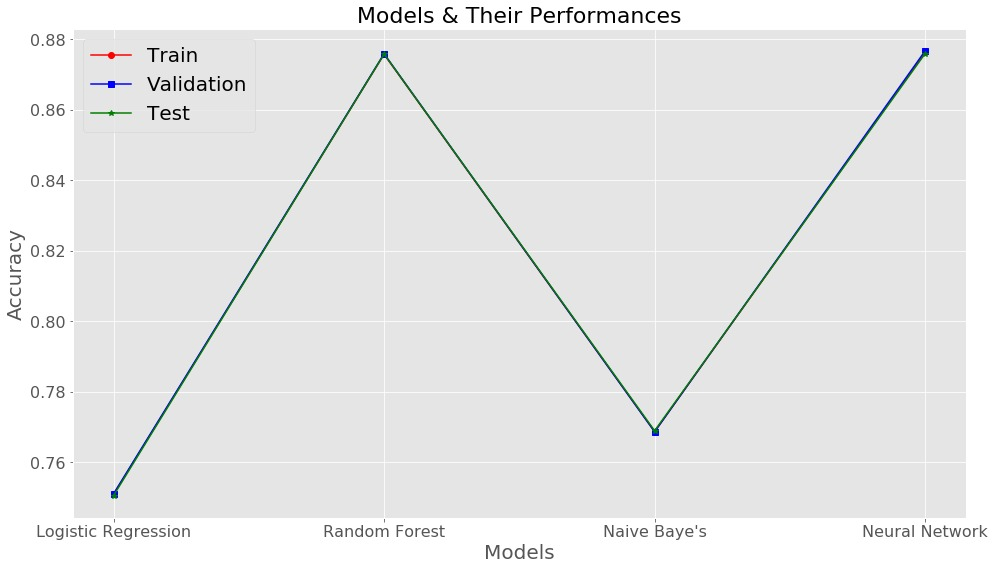 Models & Their Performances
Train
Validation
Test
0.88
0.86
0.84
0.82
0.80
0.78
0.76
Accuracy
Logistic Regression
Random Forest
Naive Baye's
Neural Network
Models